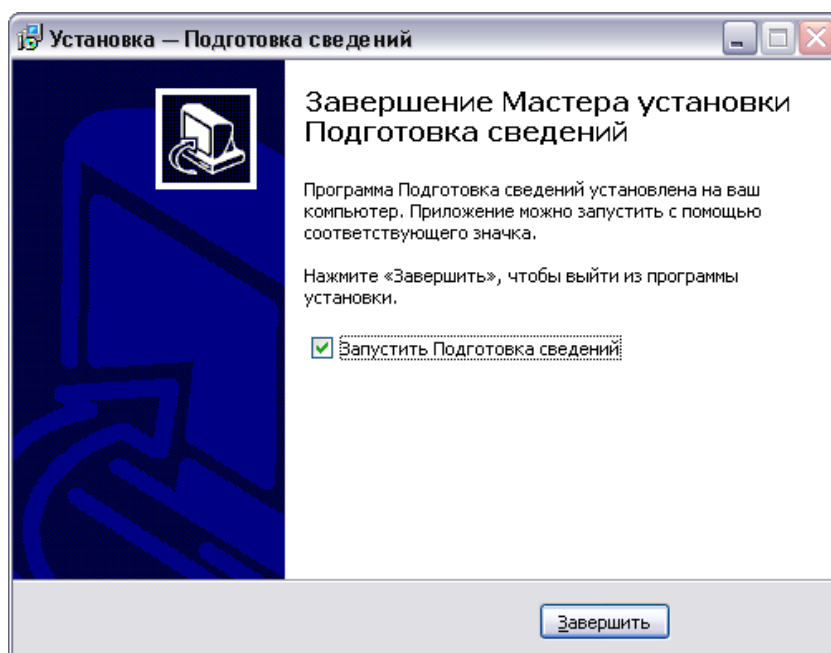 Установка — Подготовка сведений
Завершение Мастера установки
Подготовка сведений
Программа Подготовка сведений установлена на ваш
компьютер. Приложение можно запустить с помощью
соответствующего значка.
Нажмите «Завершить», чтобы выйти из программы
установки.
Запустить Подготовка сведений
Завершить